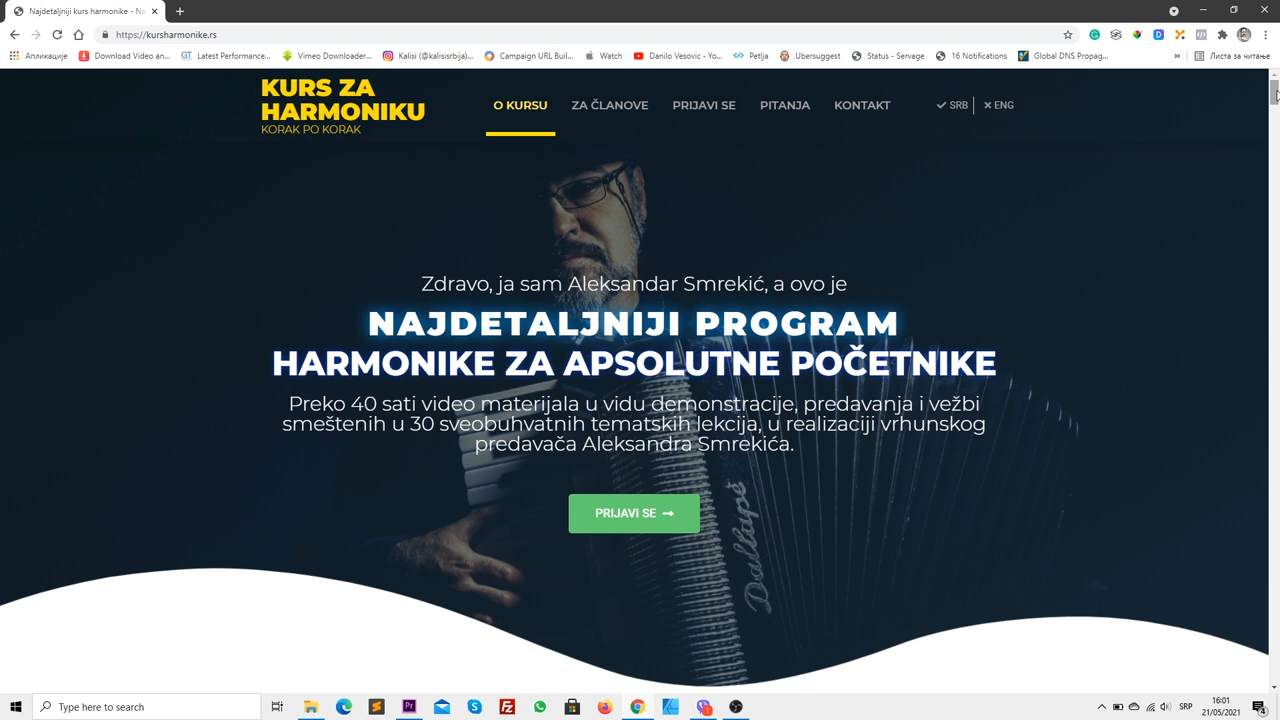 Najdetaljniji kurs harmonike - Na
https://kursharmonike.rs
Апликације
Download Video an...
Latest Performance...
Vimeo Downloader...
Kalisi (@kalisisrbija)...
Campaign URL Buil...
Watch
Danilo Vesovic - Yo...
Petlja
Ubersuggest
Status - Servage
16 Notifications
Global DNS Propag...
»
Листа за читање
KURS ZA
HARMONIKU
KORAK PO KORAK
O KURSU
ZA ČLANOVE
PRIJAVI SE
PITANJA
KONTAKT
SRB
ENG
Zdravo, ja sam Aleksandar Smrekić, a ovo je
NAJDETALJNIJI PROGRAM
HARMONIKE ZA APSOLUTNE POČETNIKE
Preko 40 sati video materijala u vidu demonstracije, predavanja i vežbi
smeštenih u 30 sveobuhvatnih tematskih lekcija, u realizaciji vrhunskog
predavača Aleksandra Smrekića.
PRIJAVI SE
Dallapè
Type here to search
SRP
16:01
21/05/2021
4